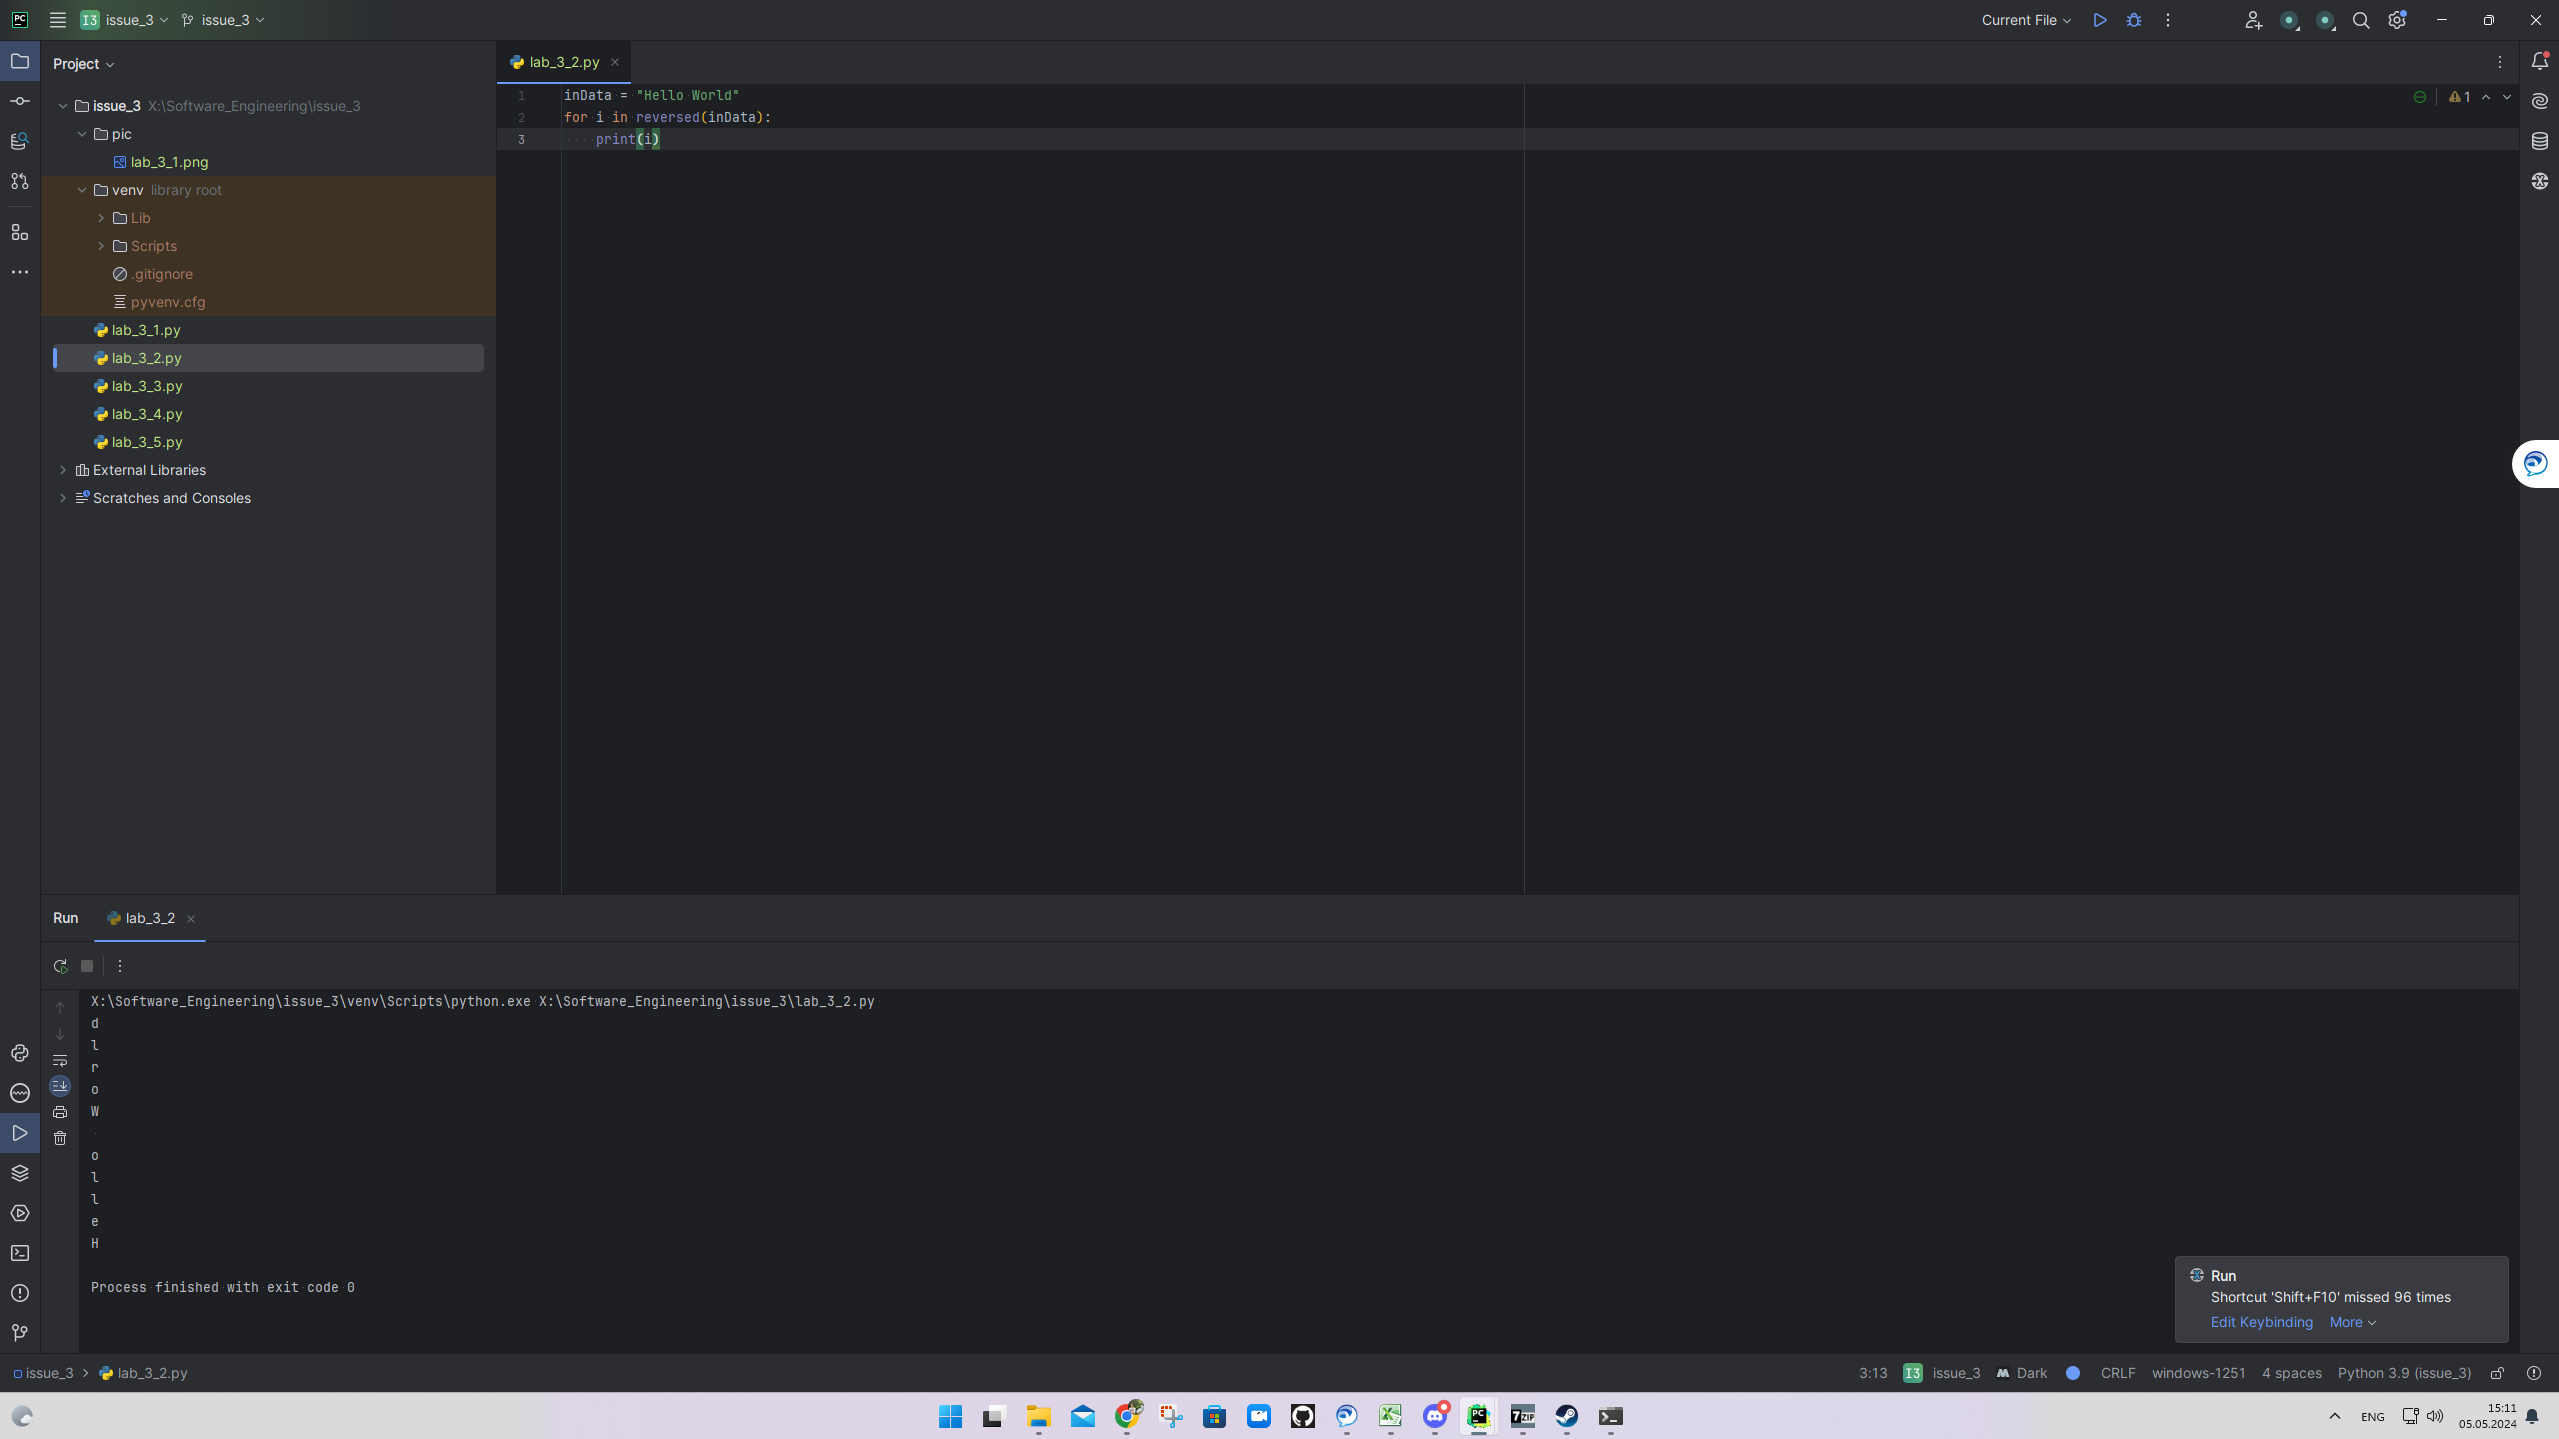 PC I3 issue_3 issue_3 Current File
Project
issue_3 X:\Software_Engineering\issue_3
pic
lab_3_1.png
venv library root
Lib
Scripts
.gitignore
pyvenv.cfg
lab_3_1.py
lab_3_2.py
lab_3_3.py
lab_3_4.py
lab_3_5.py
External Libraries
Scratches and Consoles
lab_3_2.py
1 inData = "Hello World"
2 for i in reversed(inData):
3 print(i)
1
Run lab_3_2
X:\Software_Engineering\issue_3\venv\Scripts\python.exe X:\Software_Engineering\issue_3\lab_3_2.py
d
l
r
o
W
o
l
l
e
H
Process finished with exit code 0
Run
Shortcut 'Shift+F10' missed 96 times
Edit Keybinding More
issue_3 lab_3_2.py 3:13 I3 issue_3 Dark CRLF windows-1251 4 spaces Python 3.9 (issue_3)
PC 7ZIP ENG 15:11
05.05.2024